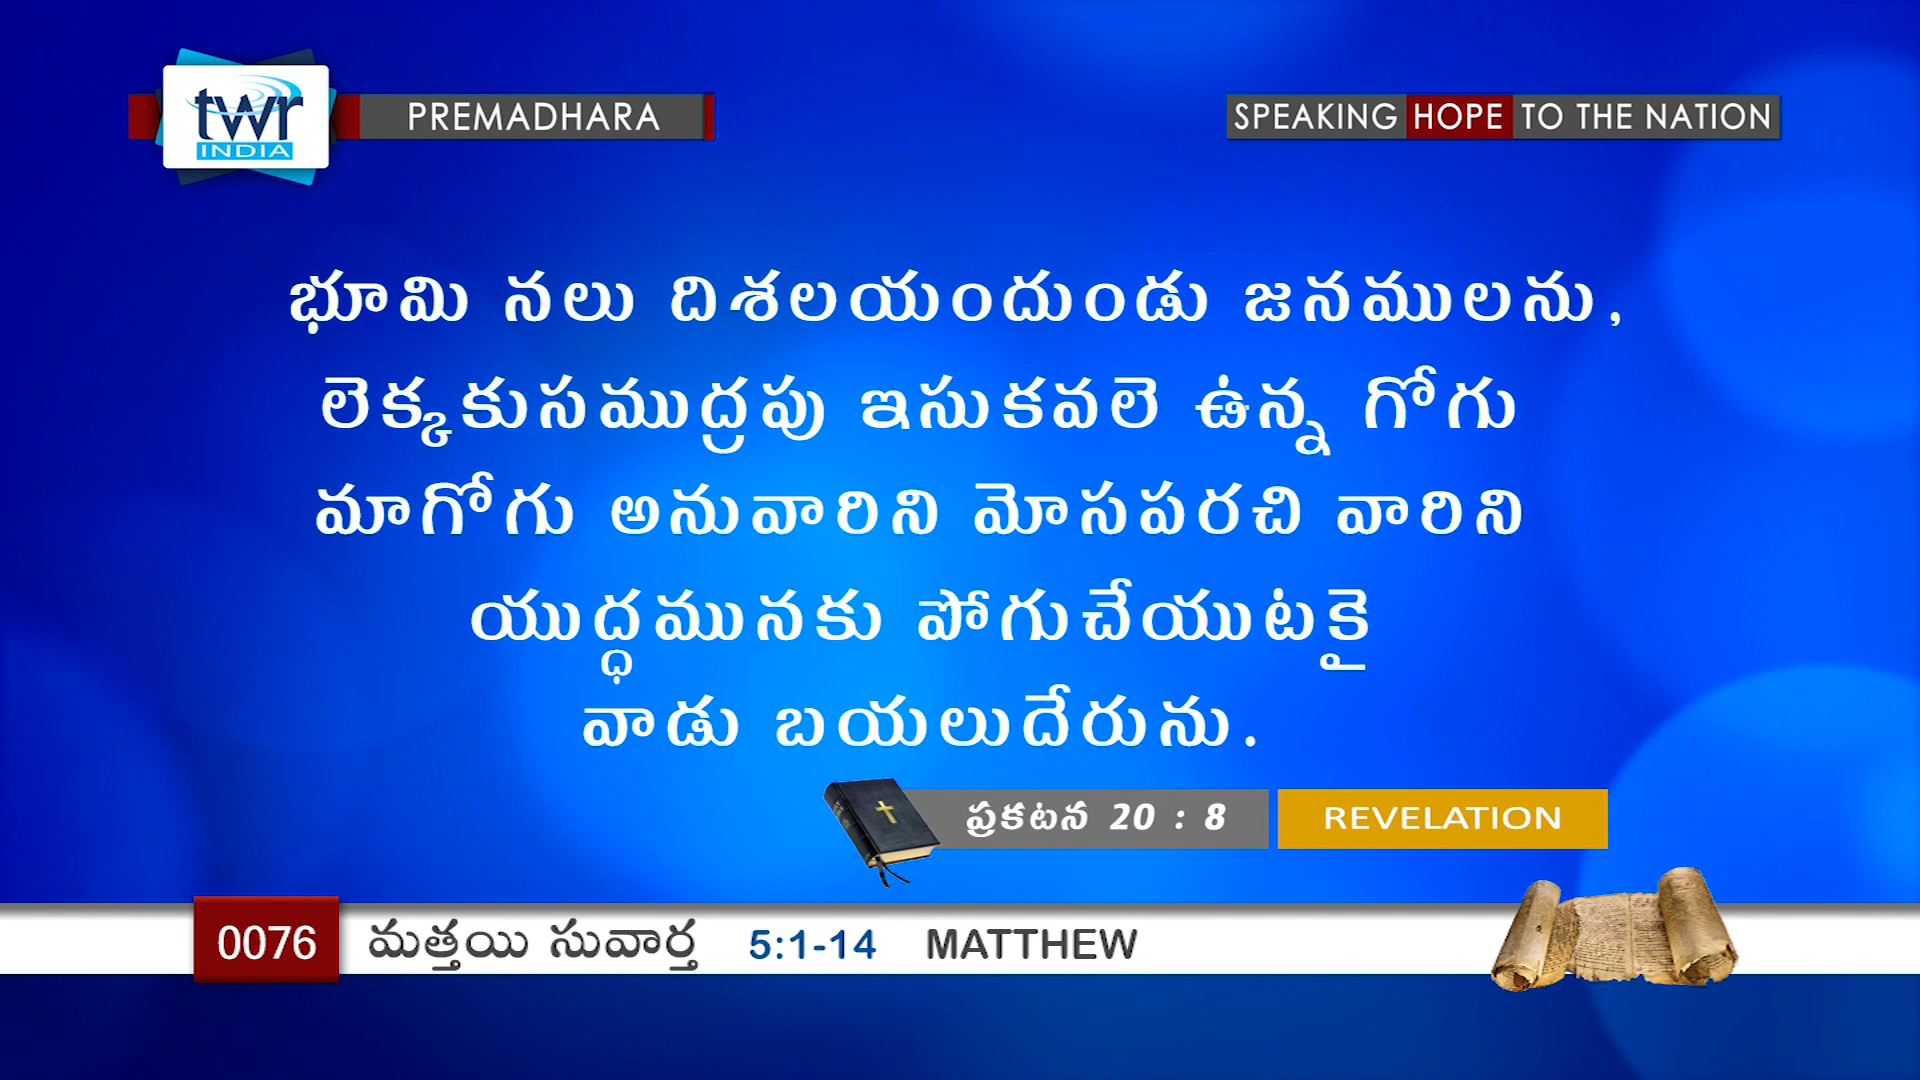 twr
INDIA
PREMADHARA
SPEAKING HOPE TO THE NATION
భూమి నలు దిశలయందుండు జనములను,
లెక్కకుసముద్రపు ఇసుకవలె ఉన్న గోగు
మాగోగు అనువారిని మోసపరచి వారిని
యుద్ధమునకు పోగుచేయుటకై
వాడు బయలుదేరును.
ప్రకటన 20 : 8 REVELATION
0076 మత్తయి సువార్త 5:1-14 MATTHEW